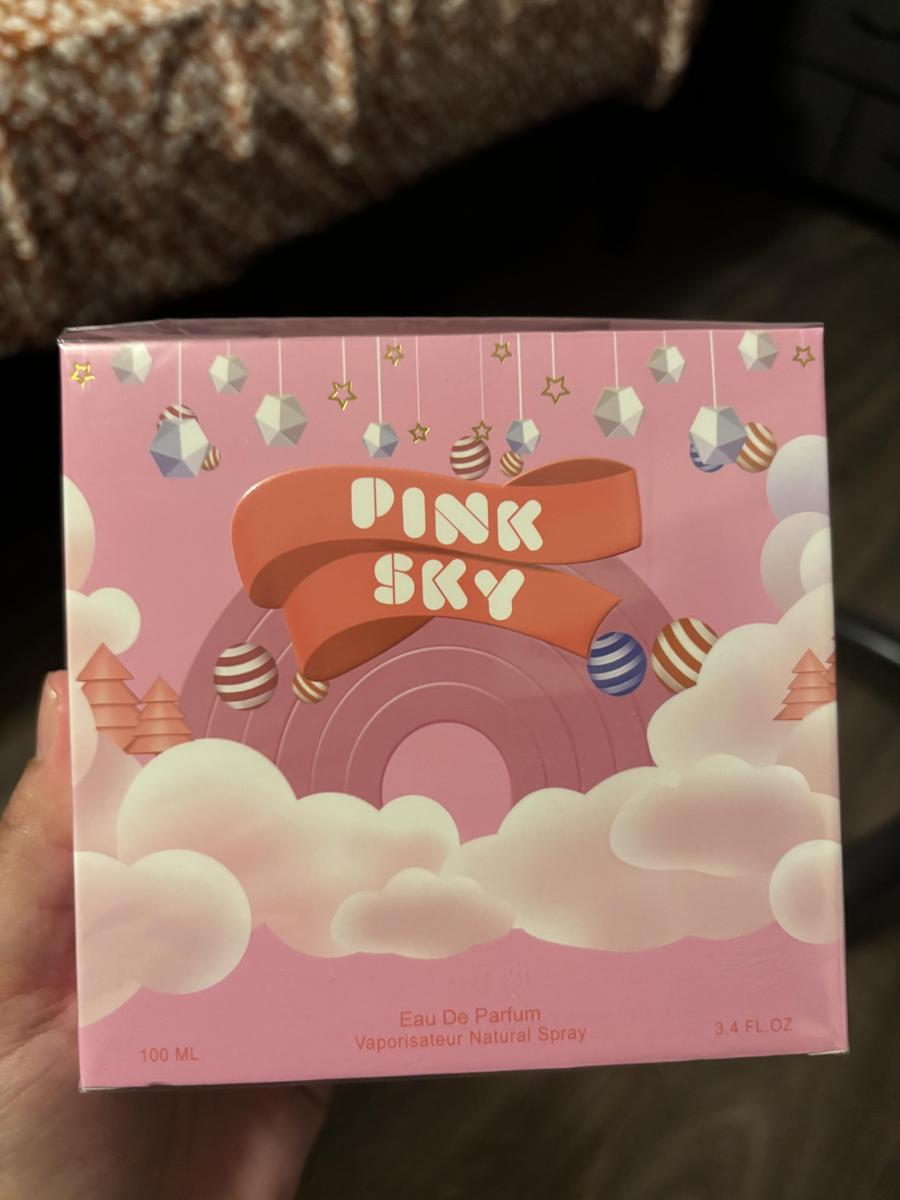 PINK
SKY
Eau De Parfum
Vaporisateur Natural Spray
100 ML.
3.4 FL.OZ